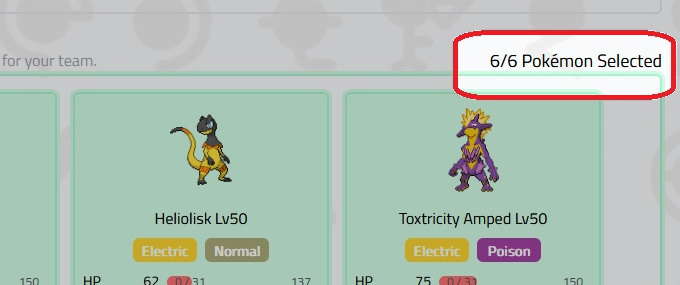 for your team.
6/6 Pokémon Selected
Heliolisk Lv50
Toxtricity Amped Lv50
Electric Normal
Electric Poison
150 HP 62 0 / 31 137 HP 75 0 / 31 150